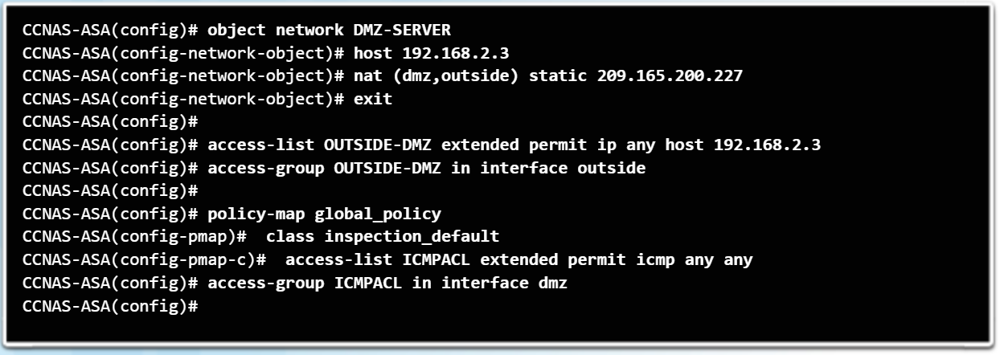 CCNAS-ASA(config)# object network DMZ-SERVER
CCNAS-ASA(config-network-object)# host 192.168.2.3
CCNAS-ASA(config-network-object)# nat (dmz,outside) static 209.165.200.227
CCNAS-ASA(config-network-object)# exit
CCNAS-ASA(config)#
CCNAS-ASA(config)# access-list OUTSIDE-DMZ extended permit ip any host 192.168.2.3
CCNAS-ASA(config)# access-group OUTSIDE-DMZ in interface outside
CCNAS-ASA(config)#
CCNAS-ASA(config)# policy-map global_policy
CCNAS-ASA(config-pmap)#  class inspection_default
CCNAS-ASA(config-pmap-c)#  access-list ICMPACL extended permit icmp any any
CCNAS-ASA(config)# access-group ICMPACL in interface dmz
CCNAS-ASA(config)#